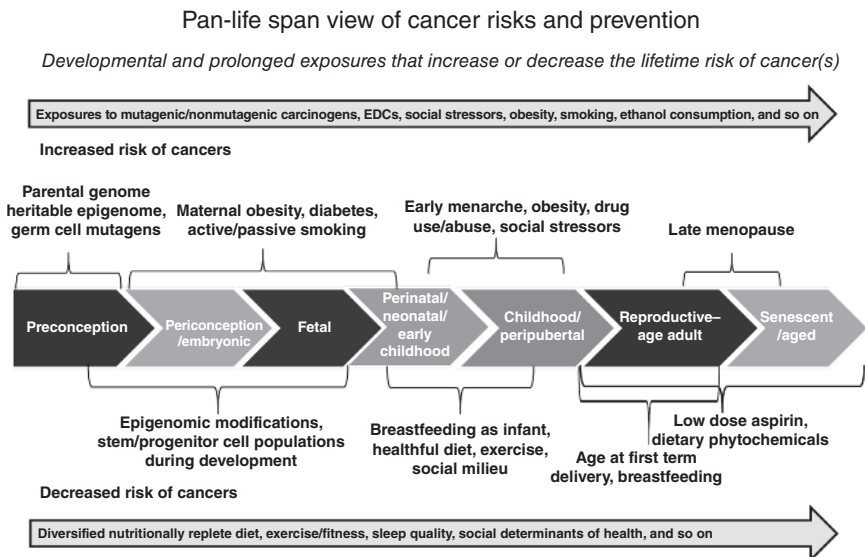 Pan-life span view of cancer risks and prevention
Developmental and prolonged exposures that increase or decrease the lifetime risk of cancer(s)
Exposures to mutagenic/nonmutagenic carcinogens, EDCs, social stressors, obesity, smoking, ethanol consumption, and so on
Increased risk of cancers
Parental genome
heritable epigenome,
germ cell mutagens
Maternal obesity, diabetes,
active/passive smoking
Early menarche, obesity, drug
use/abuse, social stressors
Late menopause
Preconception
Periconception
/embryonic
Fetal
Perinatal/
neonatal/
early
childhood
Childhood/
peripubertal
Reproductive–
age adult
Senescent
/aged
Epigenomic modifications,
stem/progenitor cell populations
during development
Breastfeeding as infant,
healthful diet, exercise,
social milieu
Age at first term
delivery, breastfeeding
Low dose aspirin,
dietary phytochemicals
Decreased risk of cancers
Diversified nutritionally replete diet, exercise/fitness, sleep quality, social determinants of health, and so on